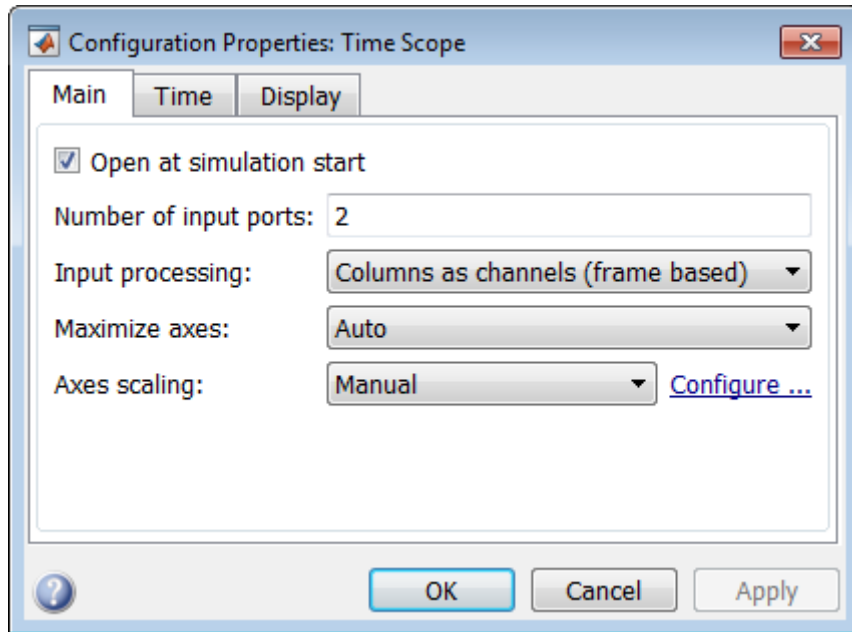 Configuration Properties: Time Scope
Main Time Display
Open at simulation start
Number of input ports: 2
Input processing: Columns as channels (frame based)
Maximize axes: Auto
Axes scaling: Manual Configure ...
? OK Cancel Apply